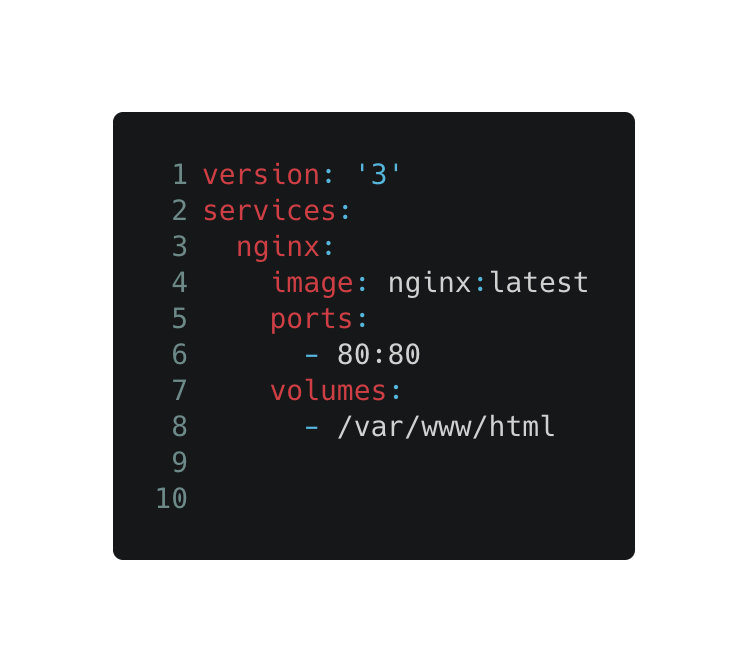 1 version: '3'
2 services:
3   nginx:
4     image: nginx:latest
5     ports:
6       - 80:80
7     volumes:
8       - /var/www/html
9
10